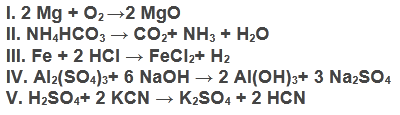 I. 2 Mg + O₂ →2 MgO
II. NH₄HCO₃ → CO₂+ NH₃ + H₂O
III. Fe + 2 HCl → FeCl₂+ H₂
IV. Al₂(SO₄)₃+ 6 NaOH → 2 Al(OH)₃+ 3 Na₂SO₄
V. H₂SO₄+ 2 KCN → K₂SO₄ + 2 HCN